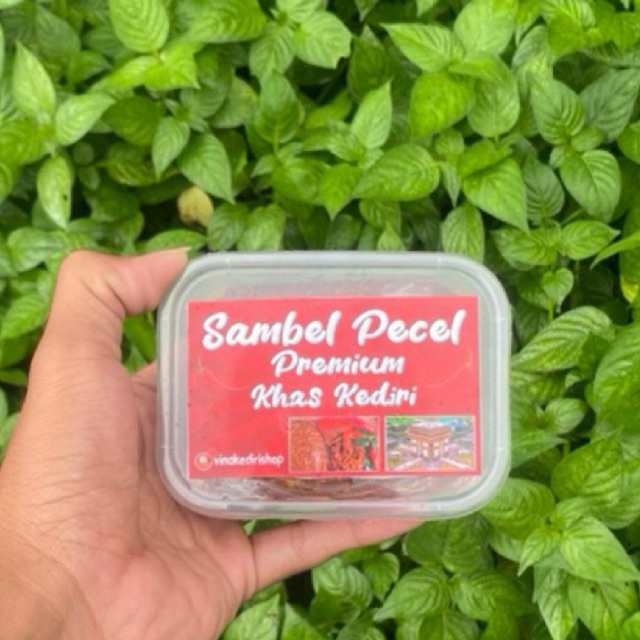 Sambel Pecel
Premium
Khas Kediri
@vinakedirishop